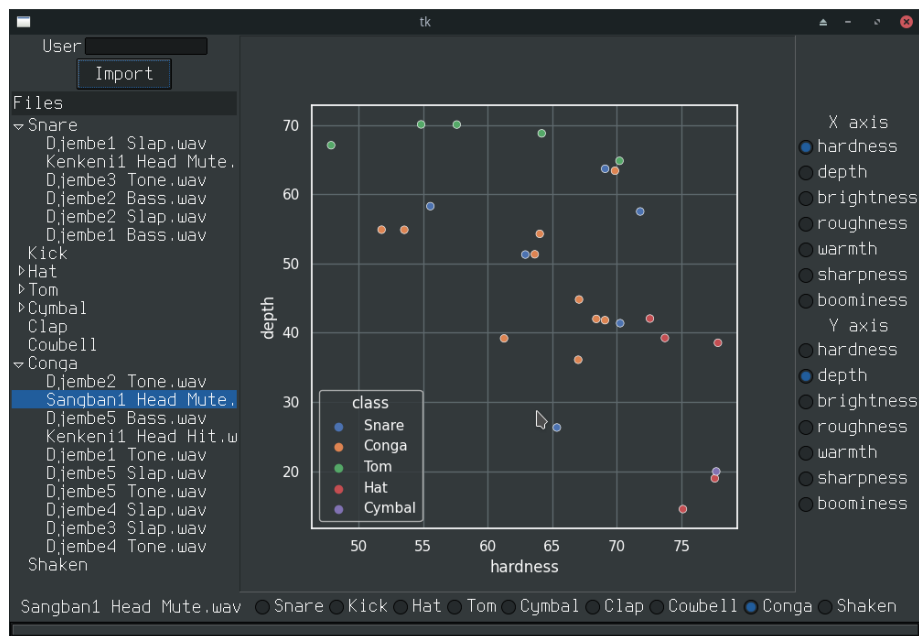 tk
User
Import
Files
Snare
Djembe1 Slap.wav
Kenkeni1 Head Mute.
Djembe3 Tone.wav
Djembe2 Bass.wav
Djembe2 Slap.wav
Djembe1 Bass.wav
Kick
Hat
Tom
Cymbal
Clap
Cowbell
Conga
Djembe2 Tone.wav
Sangban1 Head Mute.
Djembe5 Bass.wav
Kenkeni1 Head Hit.w
Djembe1 Tone.wav
Djembe5 Slap.wav
Djembe5 Tone.wav
Djembe4 Slap.wav
Djembe3 Slap.wav
Djembe4 Tone.wav
Shaken
depth
70
60
50
40
30
20
class
Snare
Conga
Tom
Hat
Cymbal
50 55 60 65 70 75
hardness
X axis
hardness
depth
brightness
roughness
warmth
sharpness
boominess
Y axis
hardness
depth
brightness
roughness
warmth
sharpness
boominess
Sangban1 Head Mute.wav Snare Kick Hat Tom Cymbal Clap Cowbell Conga Shaken